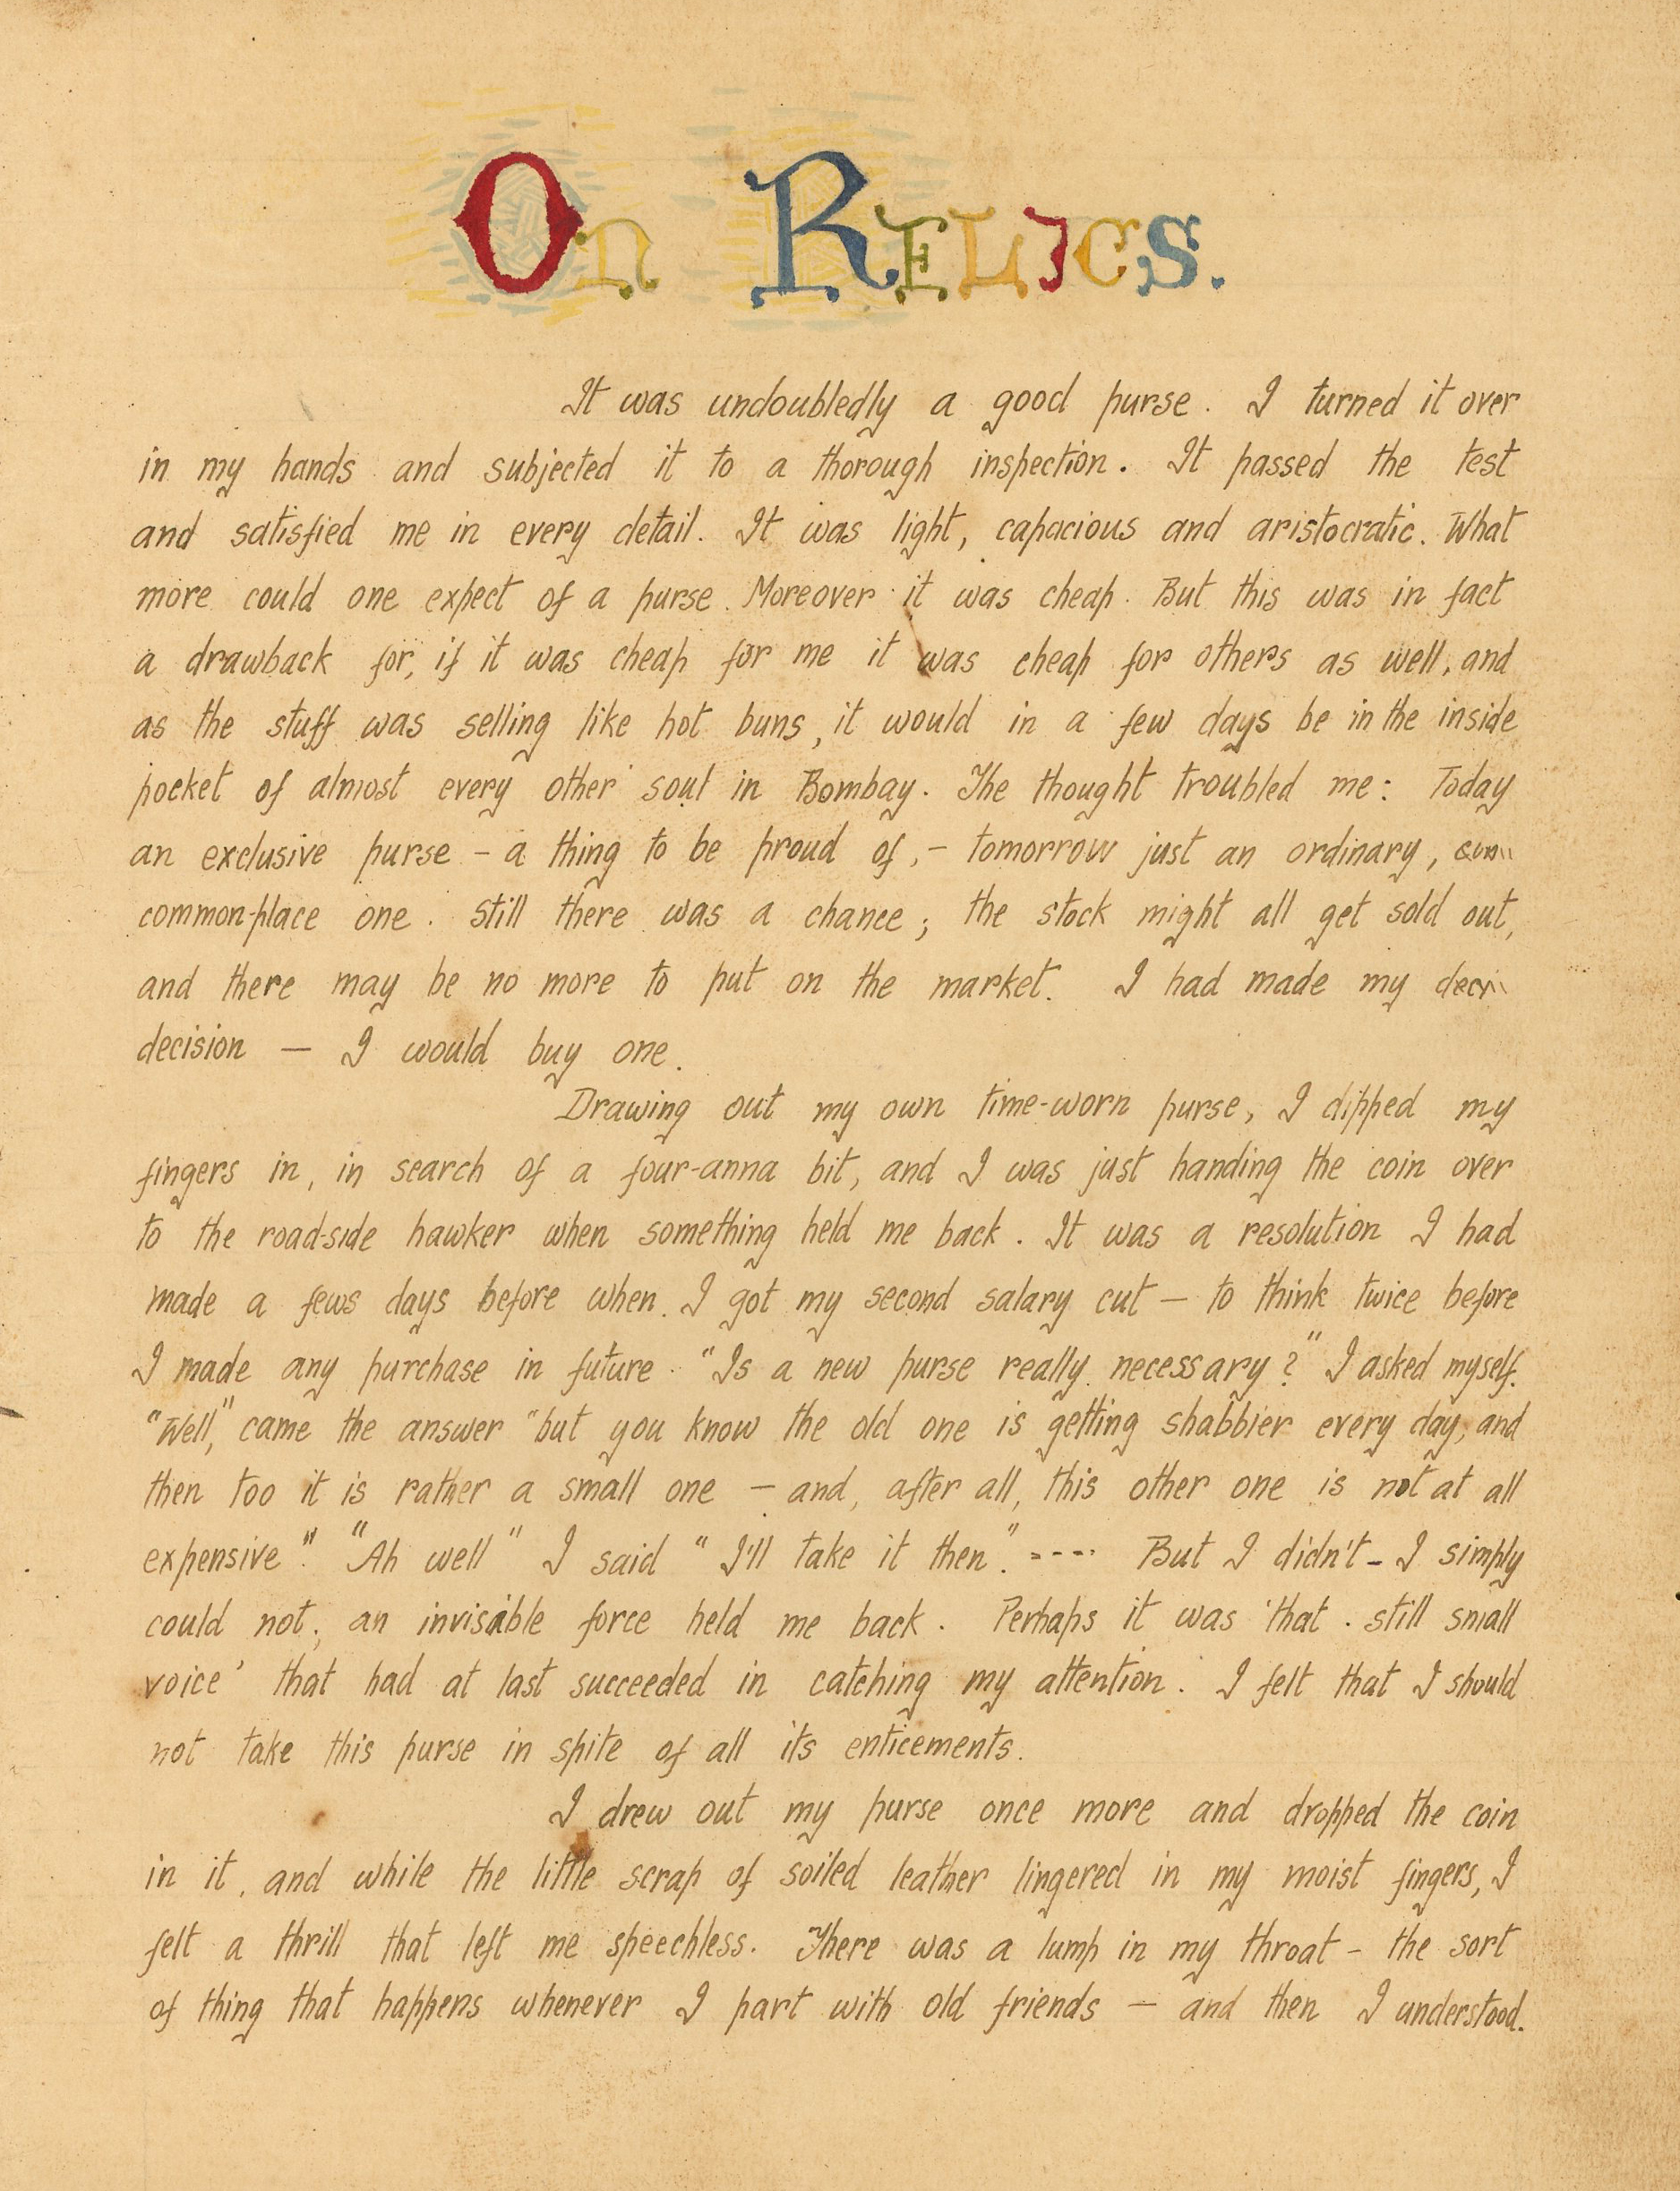 On Relics.
It was undoubledly a good purse. I turned it over
in my hands and subjected it to a thorough inspection. It passed the test
and satisfied me in every detail. It was light, capacious and aristocratic. What
more could one expect of a purse. Moreover it was cheap. But this was in fact
a drawback for, if it was cheap for me it was cheap for others as well, and
as the stuff was selling like hot buns, it would in a few days be in the inside
pocket of almost every other soul in Bombay. The thought troubled me: Today
an exclusive purse - a thing to be proud of, - tomorrow just an ordinary,
common-place one. Still there was a chance; the stock might all get sold out,
and there may be no more to put on the market. I had made my deci
decision — I would buy one.
Drawing out my own time-worn purse, I dipped my
fingers in, in search of a four-anna bit, and I was just handing the coin over
to the road-side hawker when something held me back. It was a resolution I had
made a fews days before when I got my second salary cut — to think twice before
I made any purchase in future. "Is a new purse really necessary?" I asked myself.
"Well," came the answer "but you know the old one is getting shabbier every day, and
then too it is rather a small one — and, after all, this other one is not at all
expensive". "Ah well" I said "I'll take it then." ---- But I didn't - I simply
could not; an invisible force held me back. Perhaps it was 'that still small
voice' that had at last succeeded in catching my attention. I felt that I should
not take this purse in spite of all its enticements.
I drew out my purse once more and dropped the coin
in it, and while the little scrap of soiled leather lingered in my moist fingers, I
felt a thrill that left me speechless. There was a lump in my throat - the sort
of thing that happens whenever I part with old friends — and then I understood.